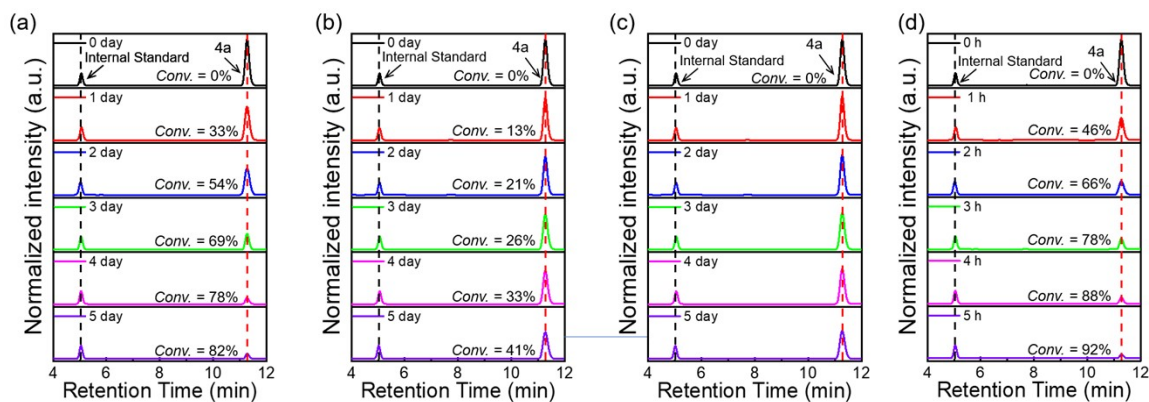 (a)
Normalized intensity (a.u.)
0 day
4a
Internal Standard
Conv. = 0%
1 day
Conv. = 33%
2 day
Conv. = 54%
3 day
Conv. = 69%
4 day
Conv. = 78%
5 day
Conv. = 82%
4 6 8 10 12
Retention Time (min)
(b)
Normalized intensity (a.u.)
0 day
4a
Internal Standard
Conv. = 0%
1 day
Conv. = 13%
2 day
Conv. = 21%
3 day
Conv. = 26%
4 day
Conv. = 33%
5 day
Conv. = 41%
4 6 8 10 12
Retention Time (min)
(c)
Normalized intensity (a.u.)
0 day
4a
Internal Standard
Conv. = 0%
1 day
2 day
3 day
4 day
5 day
4 6 8 10 12
Retention Time (min)
(d)
Normalized intensity (a.u.)
0 h
4a
Internal Standard
Conv. = 0%
1 h
Conv. = 46%
2 h
Conv. = 66%
3 h
Conv. = 78%
4 h
Conv. = 88%
5 h
Conv. = 92%
4 6 8 10 12
Retention Time (min)